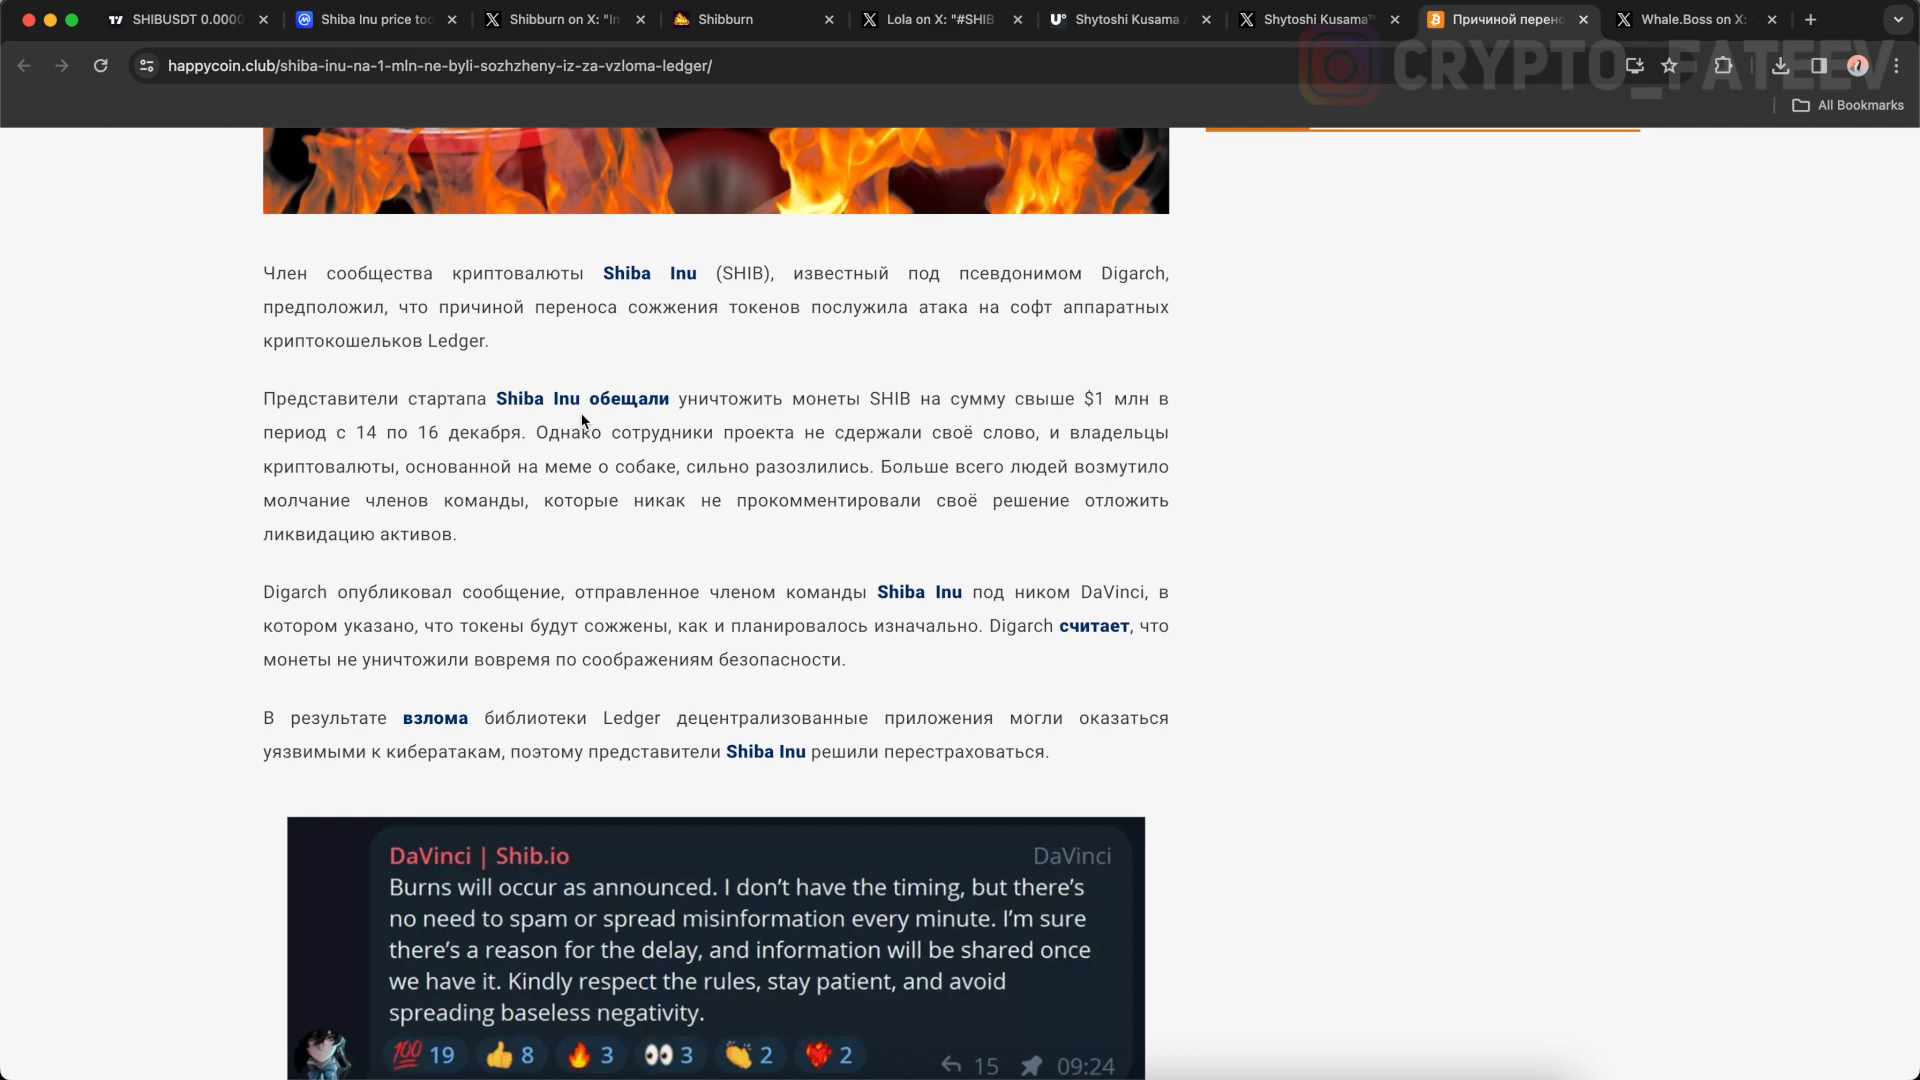 SHIBUSDT 0.0000
Shiba Inu price tod
Shibburn on X: "In
Shibburn
Lola on X: "#SHIB
Shytoshi Kusama
Shytoshi Kusama™
Причиной перено
Whale.Boss on X:
happycoin.club/shiba-inu-na-1-mln-ne-byli-sozhzheny-iz-za-vzloma-ledger/
CRYPTO_FATEEV
All Bookmarks
Член сообщества криптовалюты Shiba Inu (SHIB), известный под псевдонимом Digarch,
предположил, что причиной переноса сожжения токенов послужила атака на софт аппаратных
криптокошельков Ledger.
Представители стартапа Shiba Inu обещали уничтожить монеты SHIB на сумму свыше $1 млн в
период с 14 по 16 декабря. Однако сотрудники проекта не сдержали своё слово, и владельцы
криптовалюты, основанной на меме о собаке, сильно разозлились. Больше всего людей возмутило
молчание членов команды, которые никак не прокомментировали своё решение отложить
ликвидацию активов.
Digarch опубликовал сообщение, отправленное членом команды Shiba Inu под ником DaVinci, в
котором указано, что токены будут сожжены, как и планировалось изначально. Digarch считает, что
монеты не уничтожили вовремя по соображениям безопасности.
В результате взлома библиотеки Ledger децентрализованные приложения могли оказаться
уязвимыми к кибератакам, поэтому представители Shiba Inu решили перестраховаться.
DaVinci | Shib.io DaVinci
Burns will occur as announced. I don't have the timing, but there's
no need to spam or spread misinformation every minute. I'm sure
there's a reason for the delay, and information will be shared once
we have it. Kindly respect the rules, stay patient, and avoid
spreading baseless negativity.
100 19 8 3 3 2 2 15 09:24